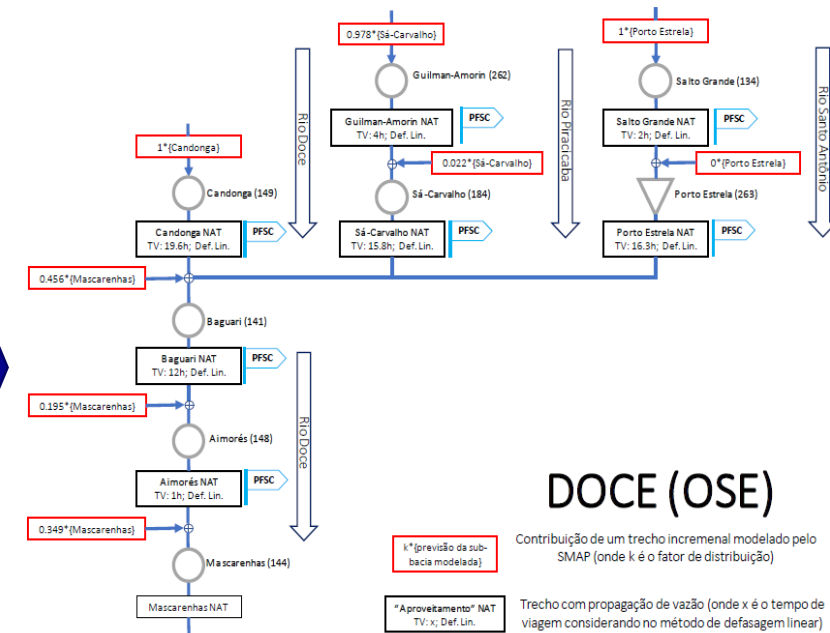 0.978*{Sá-Carvalho}
1*{Porto Estrela}
Guilman-Amorin (262)
Salto Grande (134)
Rio Doce
Rio Piracicaba
Rio Santo Antônio
Guilman-Amorin NAT
TV: 4h; Def. Lin.
PFSC
Salto Grande NAT
TV: 2h; Def. Lin.
PFSC
1*{Candonga}
0.022*{Sá-Carvalho}
0*{Porto Estrela}
Candonga (149)
Sá-Carvalho (184)
Porto Estrela (263)
Candonga NAT
TV: 19.6h; Def. Lin.
PFSC
Sá-Carvalho NAT
TV: 15.8h; Def. Lin.
PFSC
Porto Estrela NAT
TV: 16.3h; Def. Lin.
PFSC
0.456*{Mascarenhas}
Baguari (141)
Baguari NAT
TV: 12h; Def. Lin.
PFSC
0.195*{Mascarenhas}
Rio Doce
Aimorés (148)
Aimorés NAT
TV: 1h; Def. Lin.
PFSC
0.349*{Mascarenhas}
Mascarenhas (144)
Mascarenhas NAT
DOCE (OSE)
k*{previsão da sub-
bacia modelada}
Contribuição de um trecho incremenal modelado pelo
SMAP (onde k é o fator de distribuição)
"Aproveitamento" NAT
TV: x; Def. Lin.
Trecho com propagação de vazão (onde x é o tempo de
viagem considerando no método de defasagem linear)